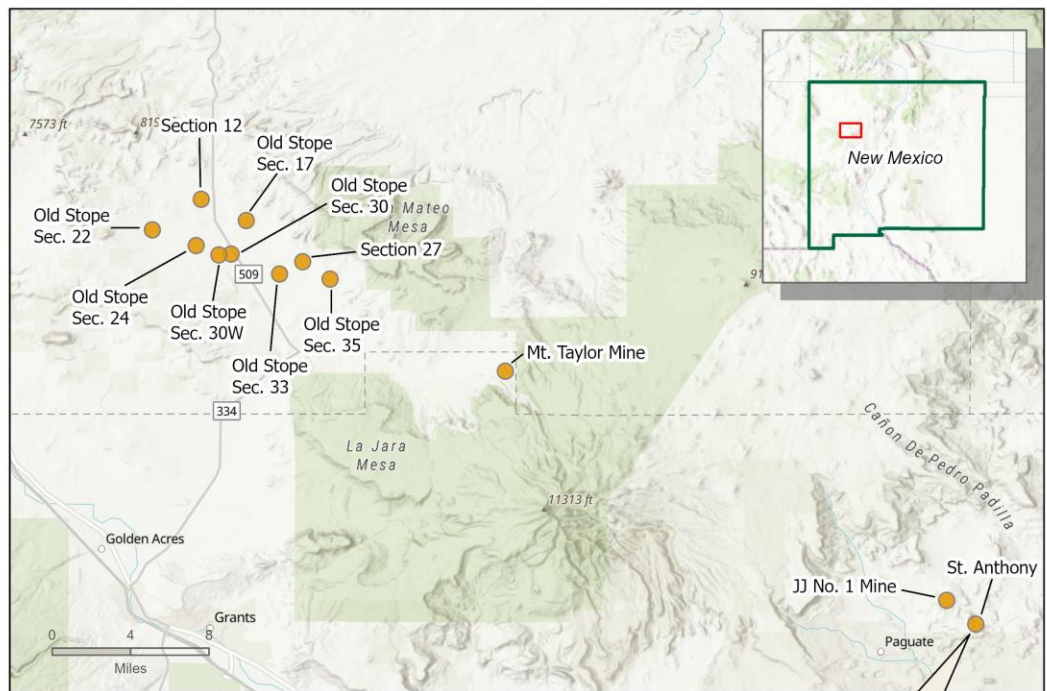 7573 ft
819
Section 12
Old Stope
Sec. 17
Old Stope
Sec. 30
Old Stope
Sec. 22
Mateo
Mesa
Section 27
509
Old Stope
Sec. 24
Old Stope
Sec. 30W
Old Stope
Sec. 35
Old Stope
Sec. 33
New Mexico
91
Mt. Taylor Mine
334
La Jara
Mesa
Cañon De Pedro Padilla
11313 ft
Golden Acres
St. Anthony
JJ No. 1 Mine
Grants
Paguate
0 4 8
Miles